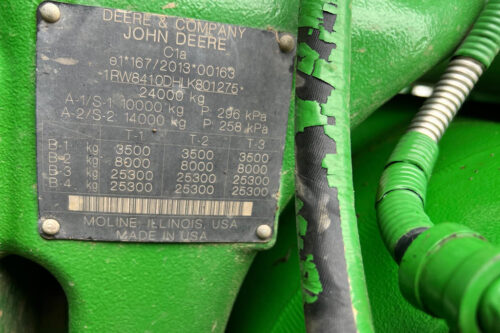 DEERE & COMPANY
JOHN DEERE
C1a
e1*167/2013*00163
*1RW8410DHLK801275*
24000 kg
A-1/S-1: 10000 kg P: 296 kPa
A-2/S-2: 14000 kg P: 258 kPa
T-1 T-2 T-3
B-1 kg 3500 3500 3500
B-2 kg 8000 8000 8000
B-3 kg 25300 25300 25300
B-4 kg 25300 25300 25300
MOLINE, ILLINOIS, USA
MADE IN USA